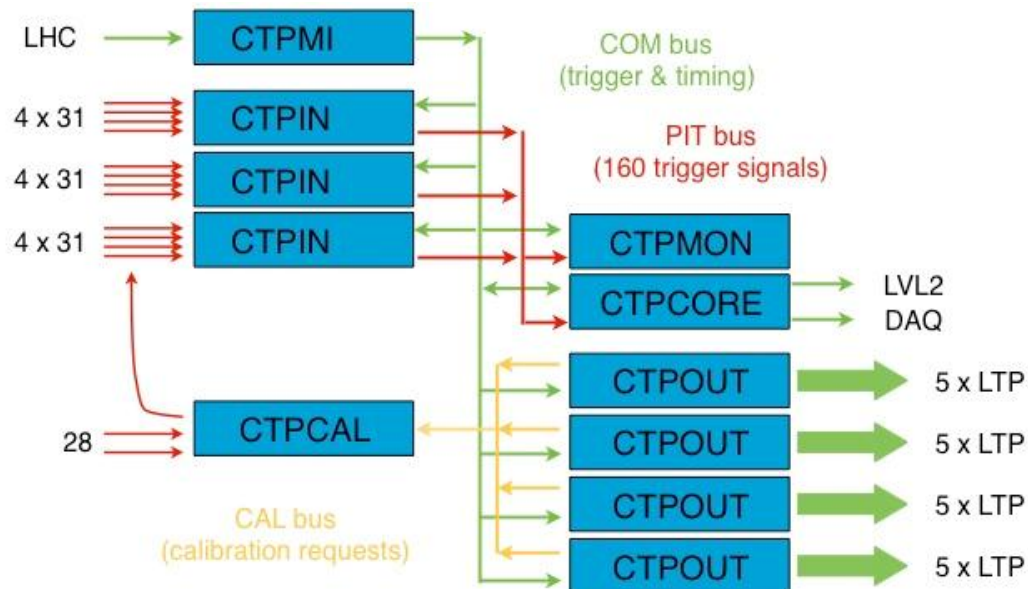 LHC
CTPMI
COM bus
(trigger & timing)
4 x 31
CTPIN
PIT bus
(160 trigger signals)
4 x 31
CTPIN
4 x 31
CTPIN
CTPMON
CTPCORE
LVL2
DAQ
CTPOUT
5 x LTP
28
CTPCAL
CTPOUT
5 x LTP
CAL bus
(calibration requests)
CTPOUT
5 x LTP
CTPOUT
5 x LTP